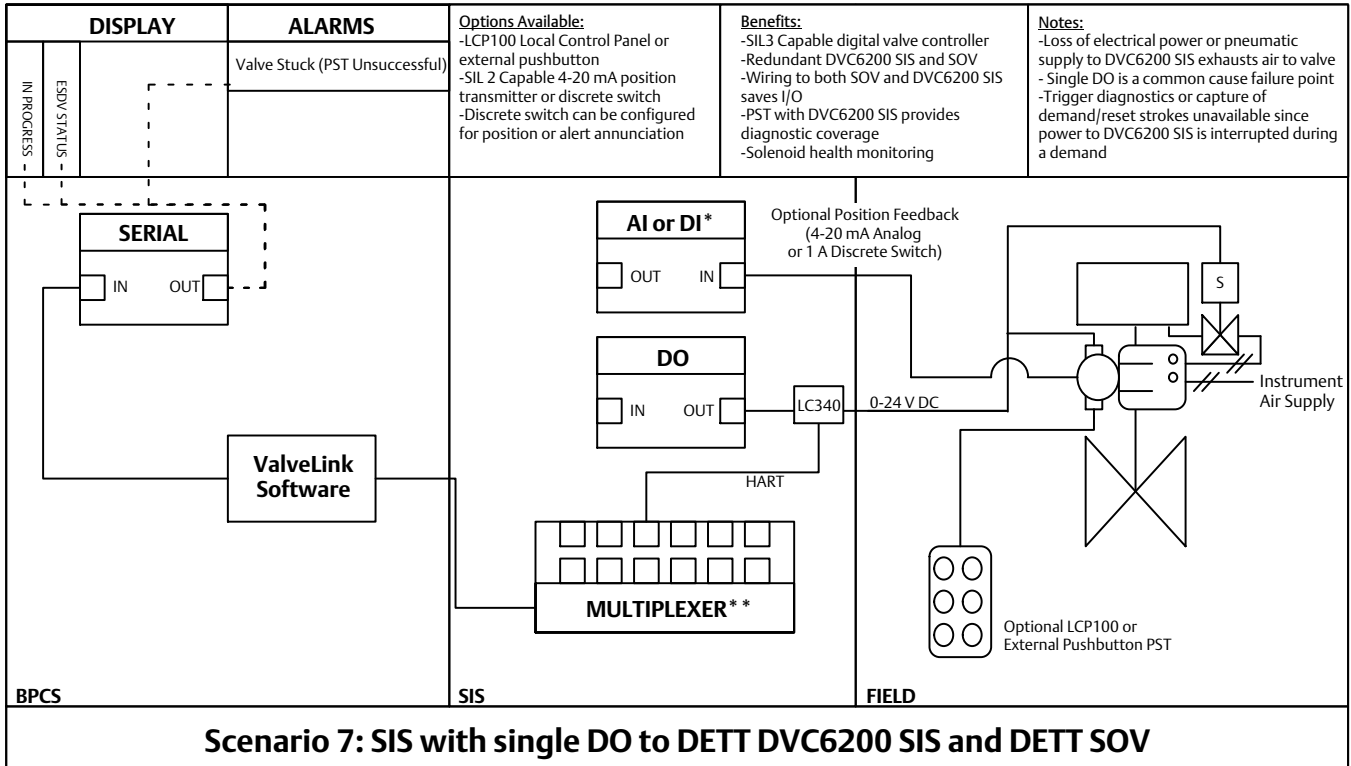 DISPLAY
ALARMS
IN PROGRESS
ESDV STATUS
Valve Stuck (PST Unsuccessful)
Options Available:
-LCP100 Local Control Panel or
external pushbutton
-SIL 2 Capable 4-20 mA position
transmitter or discrete switch
-Discrete switch can be configured
for position or alert annunciation
Benefits:
-SIL3 Capable digital valve controller
-Redundant DVC6200 SIS and SOV
-Wiring to both SOV and DVC6200 SIS
saves I/O
-PST with DVC6200 SIS provides
diagnostic coverage
-Solenoid health monitoring
Notes:
-Loss of electrical power or pneumatic
supply to DVC6200 SIS exhausts air to valve
- Single DO is a common cause failure point
-Trigger diagnostics or capture of
demand/reset strokes unavailable since
power to DVC6200 SIS is interrupted during
a demand
SERIAL
IN OUT
ValveLink
Software
BPCS
AI or DI*
OUT IN
DO
IN OUT
LC340
HART
MULTIPLEXER**
SIS
Optional Position Feedback
(4-20 mA Analog
or 1 A Discrete Switch)
0-24 V DC
S
Instrument
Air Supply
Optional LCP100 or
External Pushbutton PST
FIELD
Scenario 7: SIS with single DO to DETT DVC6200 SIS and DETT SOV